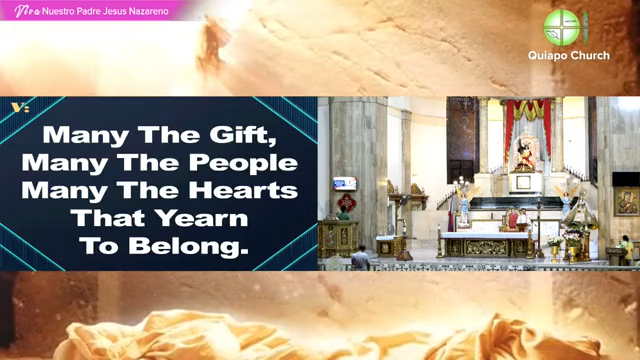 Viva Nuestro Padre Jesus Nazareno
Quiapo Church
V:
Many The Gift,
Many The People
Many The Hearts
That Yearn
To Belong.